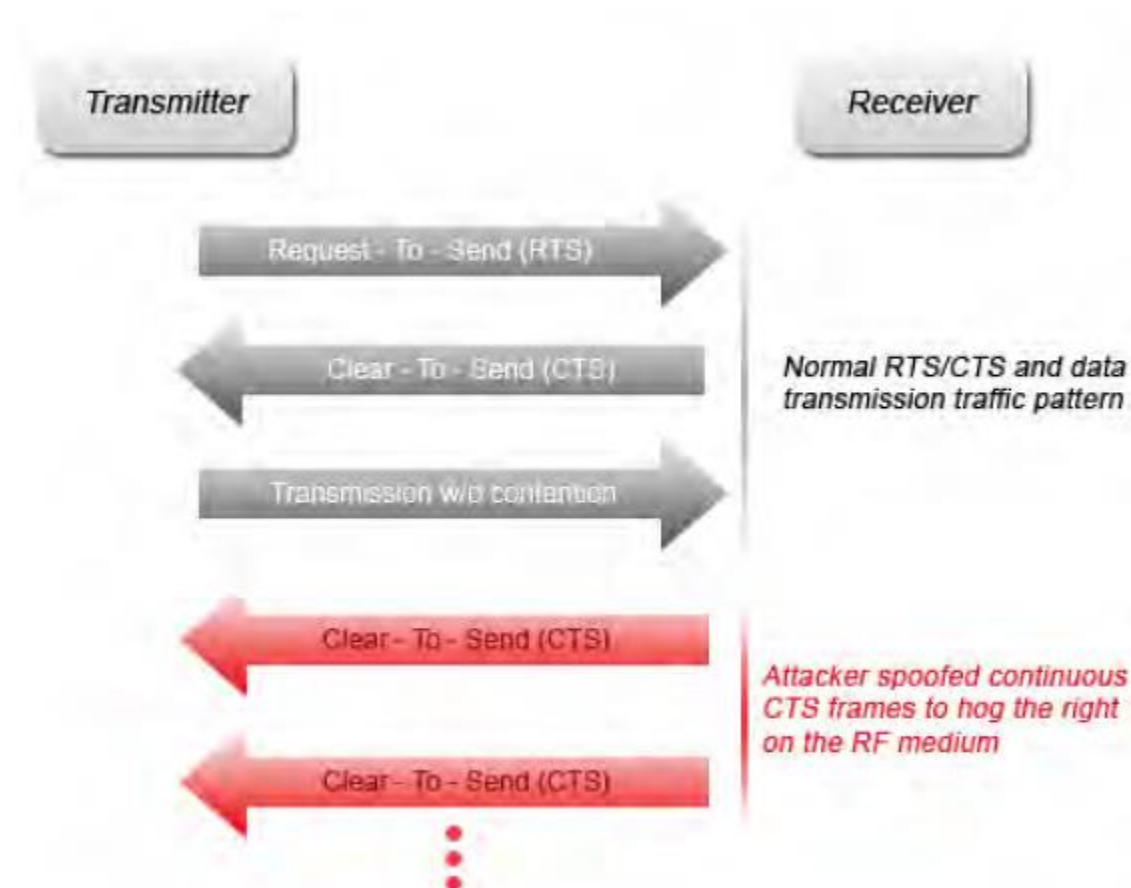 Transmitter
Receiver
Request - To - Send (RTS)
Clear - To - Send (CTS)
Normal RTS/CTS and data
transmission traffic pattern
Transmission w/o contention
Clear - To - Send (CTS)
Attacker spoofed continuous
CTS frames to hog the right
on the RF medium
Clear - To - Send (CTS)